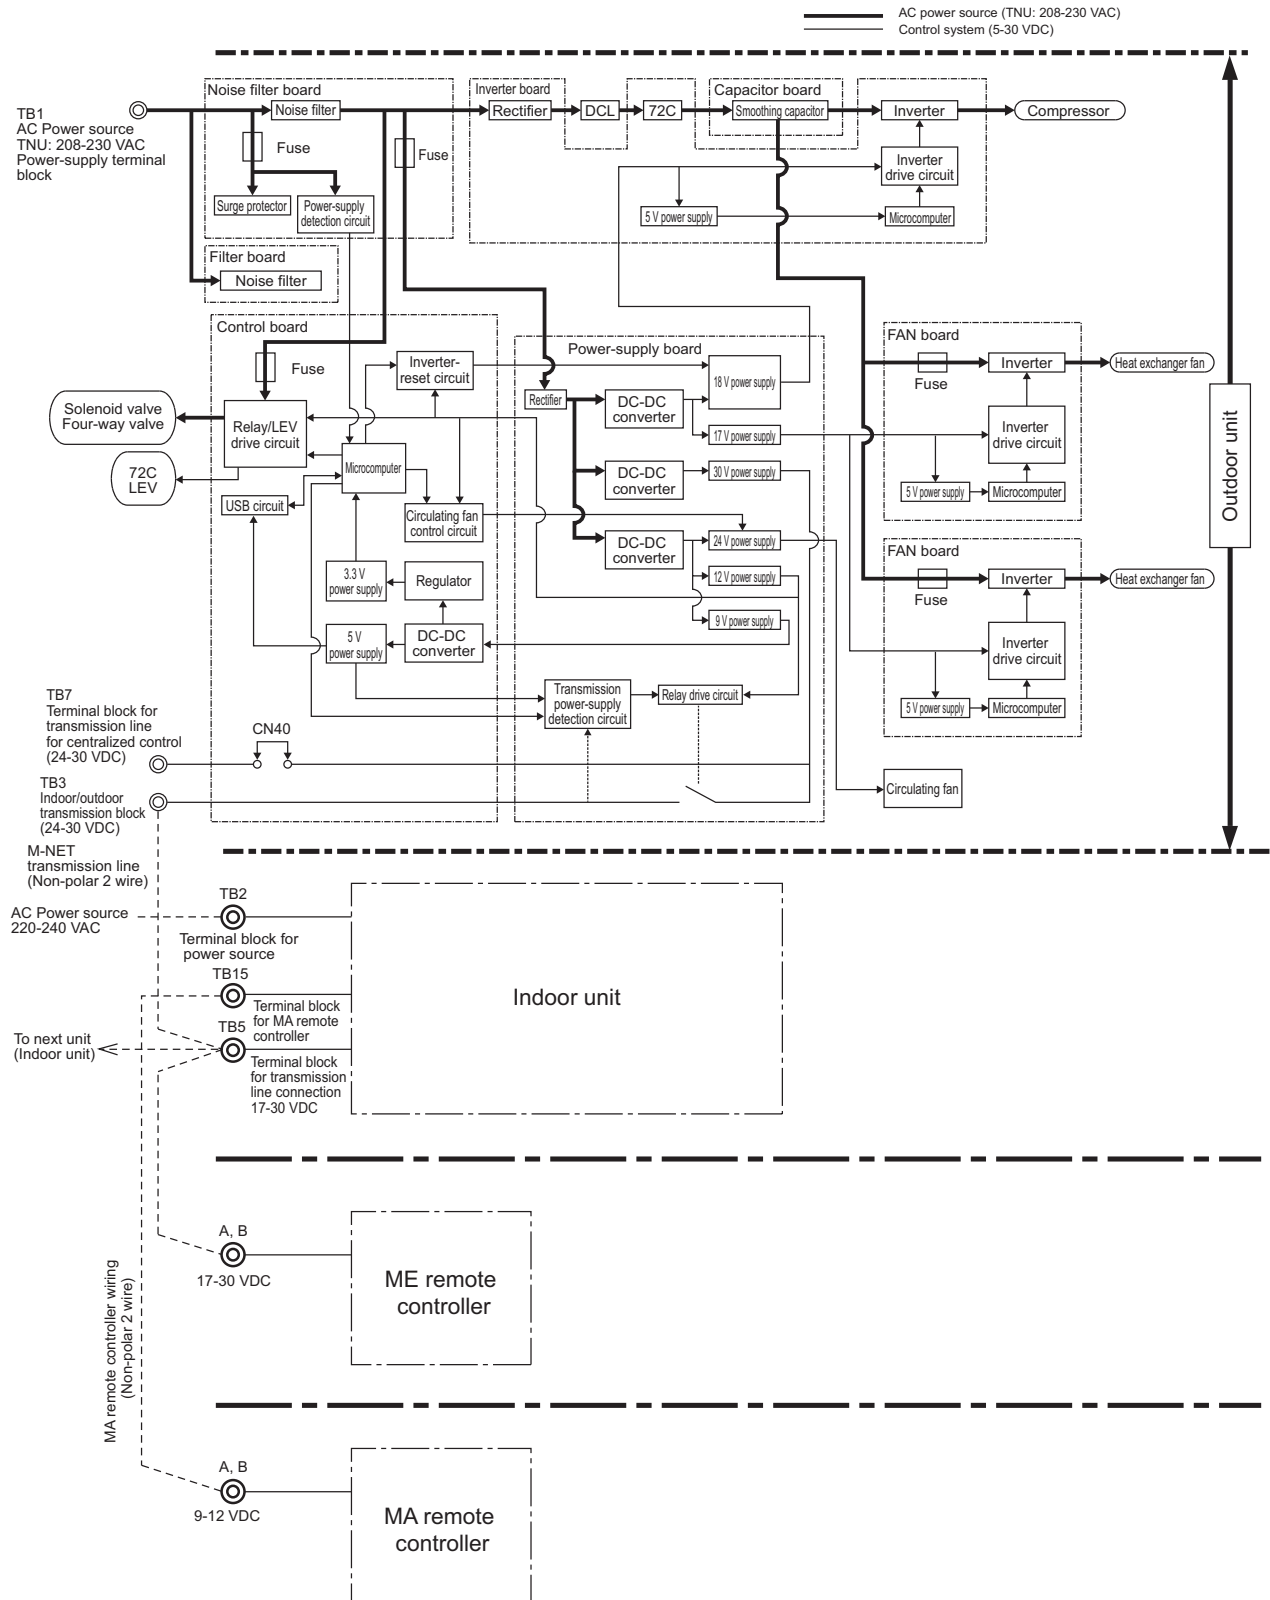 AC power source (TNU: 208-230 VAC)
Control system (5-30 VDC)
TB1
AC Power source
TNU: 208-230 VAC
Power-supply terminal
block
Noise filter board
Noise filter
Fuse
Fuse
Surge protector
Power-supply
detection circuit
Filter board
Noise filter
Inverter board
Rectifier
DCL
72C
Capacitor board
Smoothing capacitor
Inverter
Compressor
Inverter
drive circuit
5 V power supply
Microcomputer
Control board
Fuse
Inverter-
reset circuit
Solenoid valve
Four-way valve
Relay/LEV
drive circuit
72C
LEV
Microcomputer
USB circuit
Circulating fan
control circuit
3.3 V
power supply
Regulator
5 V
power supply
DC-DC
converter
Power-supply board
Rectifier
DC-DC
converter
18 V power supply
17 V power supply
DC-DC
converter
30 V power supply
DC-DC
converter
24 V power supply
12 V power supply
9 V power supply
Transmission
power-supply
detection circuit
Relay drive circuit
FAN board
Fuse
Inverter
Heat exchanger fan
Inverter
drive circuit
5 V power supply
Microcomputer
FAN board
Fuse
Inverter
Heat exchanger fan
Inverter
drive circuit
5 V power supply
Microcomputer
Circulating fan
Outdoor unit
TB7
Terminal block for
transmission line
for centralized control
(24-30 VDC)
CN40
TB3
Indoor/outdoor
transmission block
(24-30 VDC)
M-NET
transmission line
(Non-polar 2 wire)
AC Power source
220-240 VAC
TB2
Terminal block for
power source
TB15
Terminal block
for MA remote
controller
To next unit
(Indoor unit)
TB5
Terminal block
for transmission
line connection
17-30 VDC
Indoor unit
A, B
17-30 VDC
ME remote
controller
MA remote controller wiring
(Non-polar 2 wire)
A, B
9-12 VDC
MA remote
controller